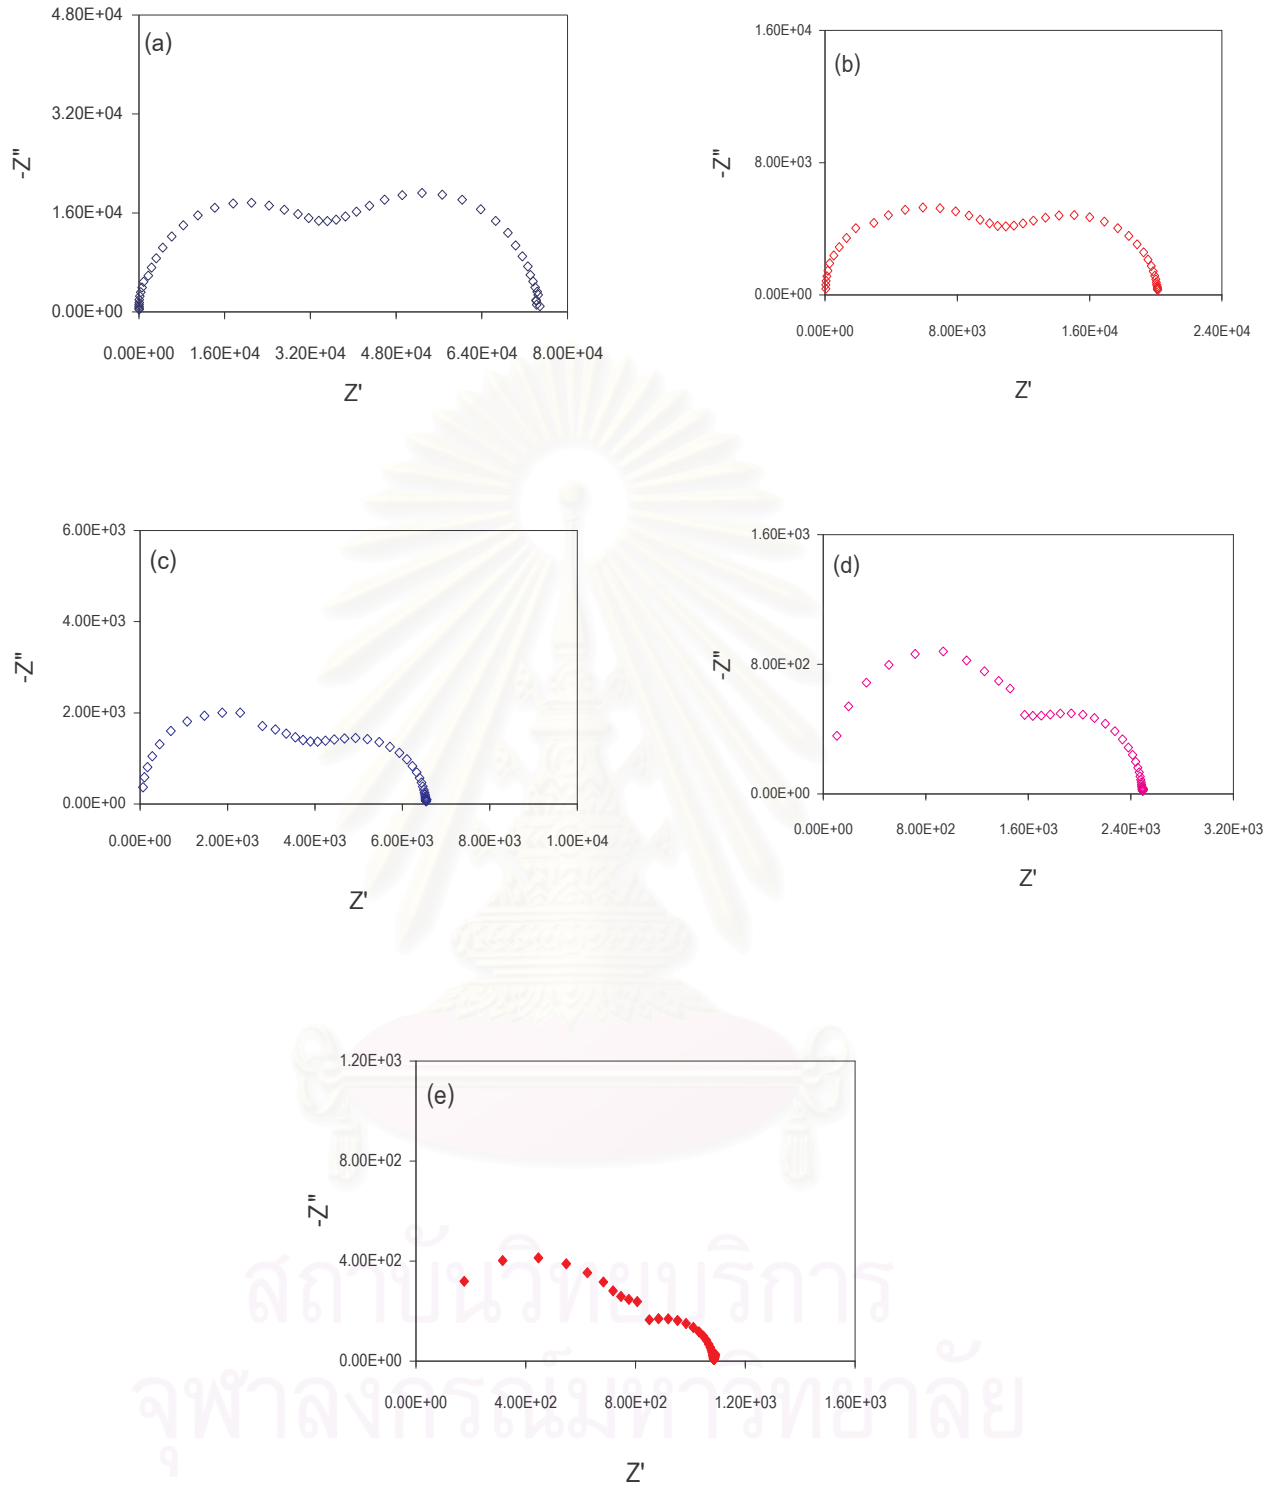 (a)
4.80E+04
3.20E+04
1.60E+04
0.00E+00
-Z"
0.00E+00 1.60E+04 3.20E+04 4.80E+04 6.40E+04 8.00E+04
Z'
(b)
1.60E+04
8.00E+03
0.00E+00
-Z"
0.00E+00 8.00E+03 1.60E+04 2.40E+04
Z'
(c)
6.00E+03
4.00E+03
2.00E+03
0.00E+00
-Z"
0.00E+00 2.00E+03 4.00E+03 6.00E+03 8.00E+03 1.00E+04
Z'
(d)
1.60E+03
8.00E+02
0.00E+00
-Z"
0.00E+00 8.00E+02 1.60E+03 2.40E+03 3.20E+03
Z'
(e)
1.20E+03
8.00E+02
4.00E+02
0.00E+00
-Z"
0.00E+00 4.00E+02 8.00E+02 1.20E+03 1.60E+03
Z'
สถาบันวิทยบริการ
จุฬาลงกรณ์มหาวิทยาลัย